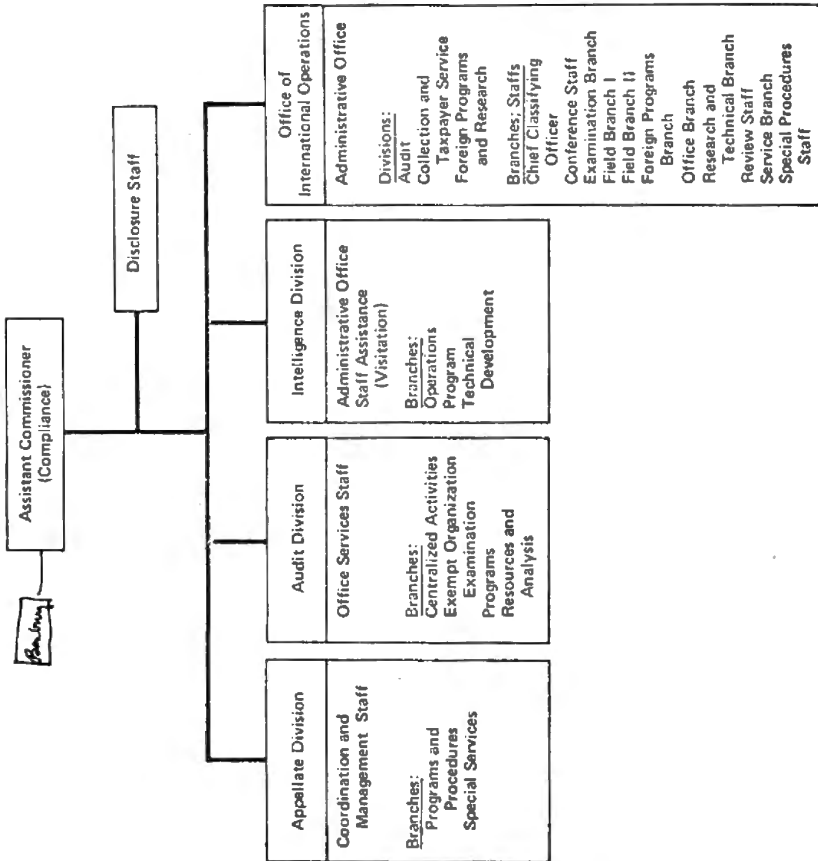 Assistant Commissioner
(Compliance)
Disclosure Staff
Appellate Division
Coordination and
Management Staff
Branches:
Programs and
Procedures
Special Services
Audit Division
Office Services Staff
Branches:
Centralized Activities
Exempt Organization
Examination
Programs
Resources and
Analysis
Intelligence Division
Administrative Office
Staff Assistance
(Visitation)
Branches:
Operations
Program
Technical
Development
Office of
International Operations
Administrative Office
Divisions:
Audit
Collection and
Taxpayer Service
Foreign Programs
and Research
Branches; Staffs
Chief Classifying
Officer
Conference Staff
Examination Branch
Field Branch I
Field Branch II
Foreign Programs
Branch
Office Branch
Research and
Technical Branch
Review Staff
Service Branch
Special Procedures
Staff